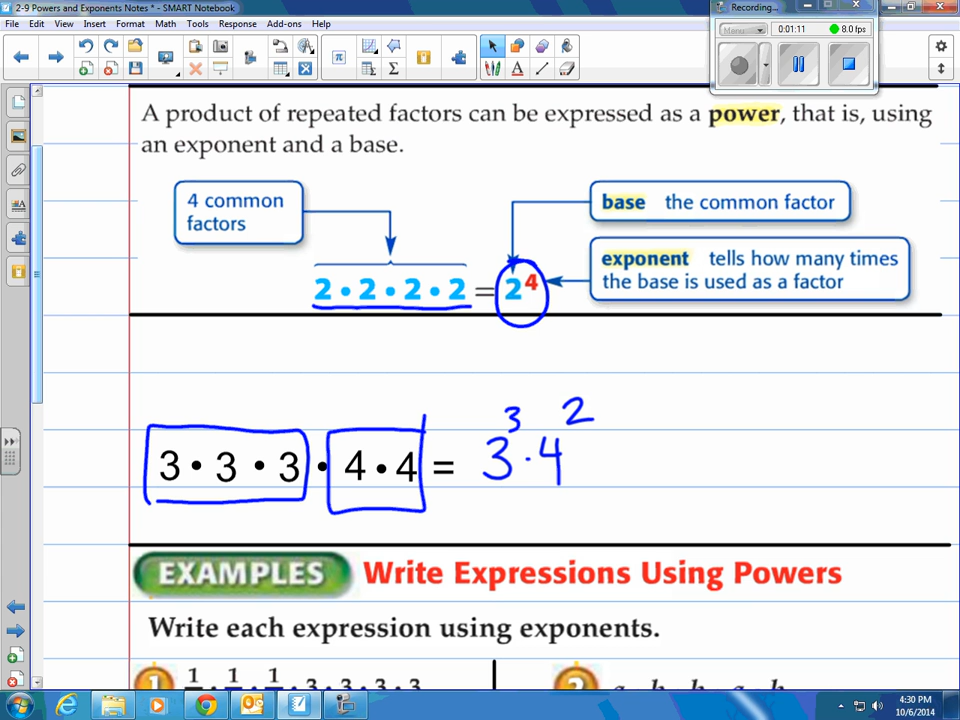 2-9 Powers and Exponents Notes * - SMART Notebook
Recording...
File Edit View Insert Format Tools Response Add-ons Help
Menu
0:01:11
8.0 fps
A product of repeated factors can be expressed as a power, that is, using
an exponent and a base.
4 common
factors
base the common factor
exponent tells how many times
the base is used as a factor
2 • 2 • 2 • 2 = 2⁴
3 • 3 • 3 • 4 • 4 = 3³ · 4²
EXAMPLES Write Expressions Using Powers
Write each expression using exponents.
4:30 PM
10/6/2014